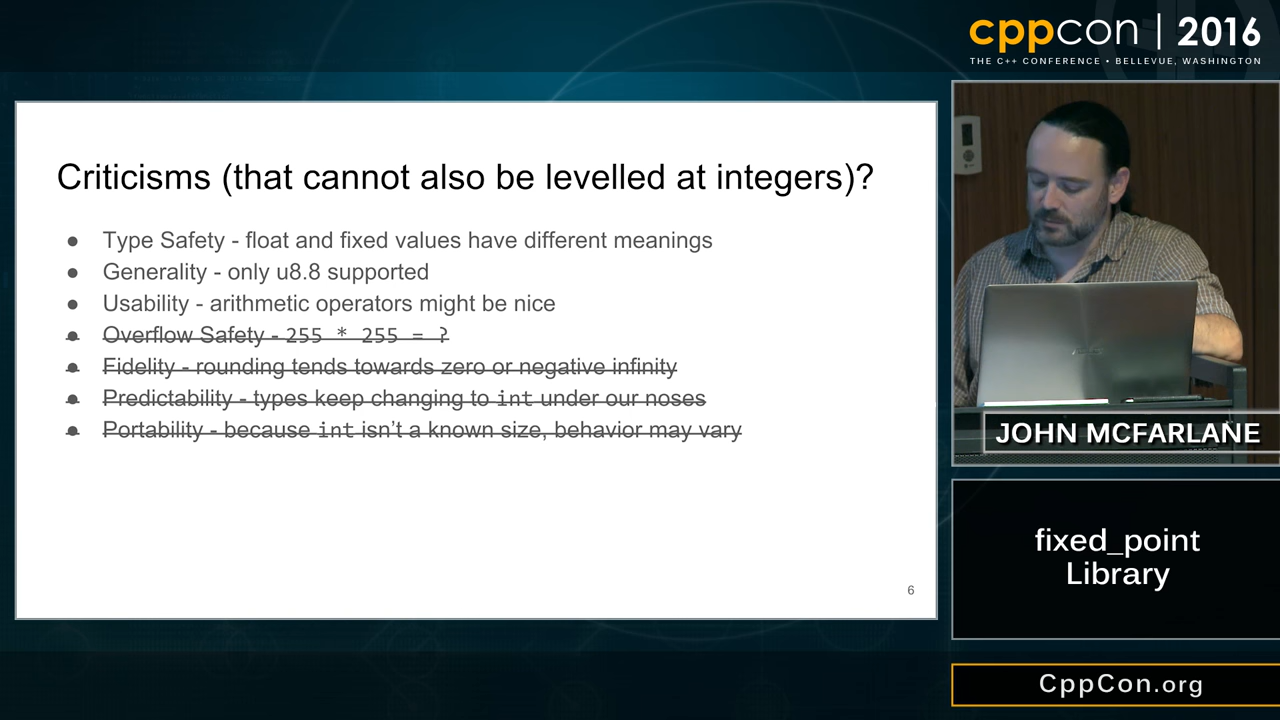 cppcon | 2016
THE C++ CONFERENCE • BELLEVUE, WASHINGTON
Criticisms (that cannot also be levelled at integers)?
● Type Safety - float and fixed values have different meanings
● Generality - only u8.8 supported
● Usability - arithmetic operators might be nice
● Overflow Safety - 255 * 255 = ?
● Fidelity - rounding tends towards zero or negative infinity
● Predictability - types keep changing to int under our noses
● Portability - because int isn't a known size, behavior may vary
6
JOHN MCFARLANE
fixed_point
Library
CppCon.org